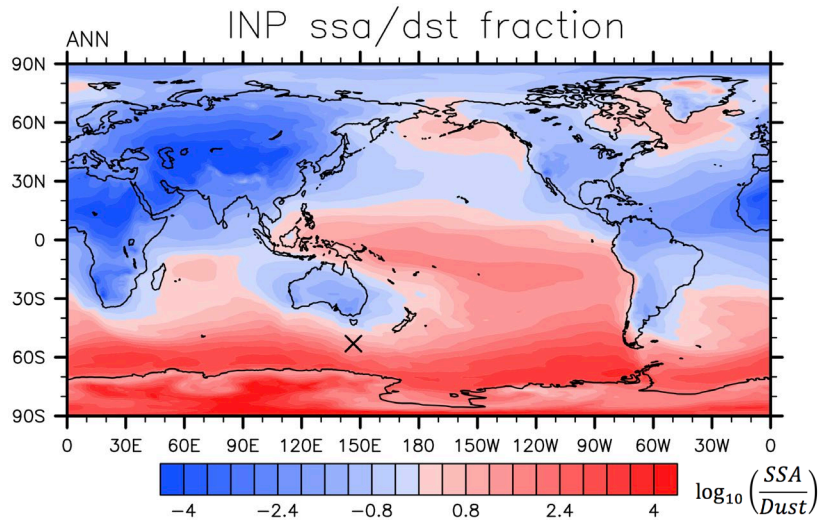 INP ssa/dst fraction
ANN
90N
60N
30N
0
30S
60S
90S
0 30E 60E 90E 120E 150E 180 150W 120W 90W 60W 30W 0
-4 -2.4 -0.8 0.8 2.4 4
log₁₀(SSA/Dust)